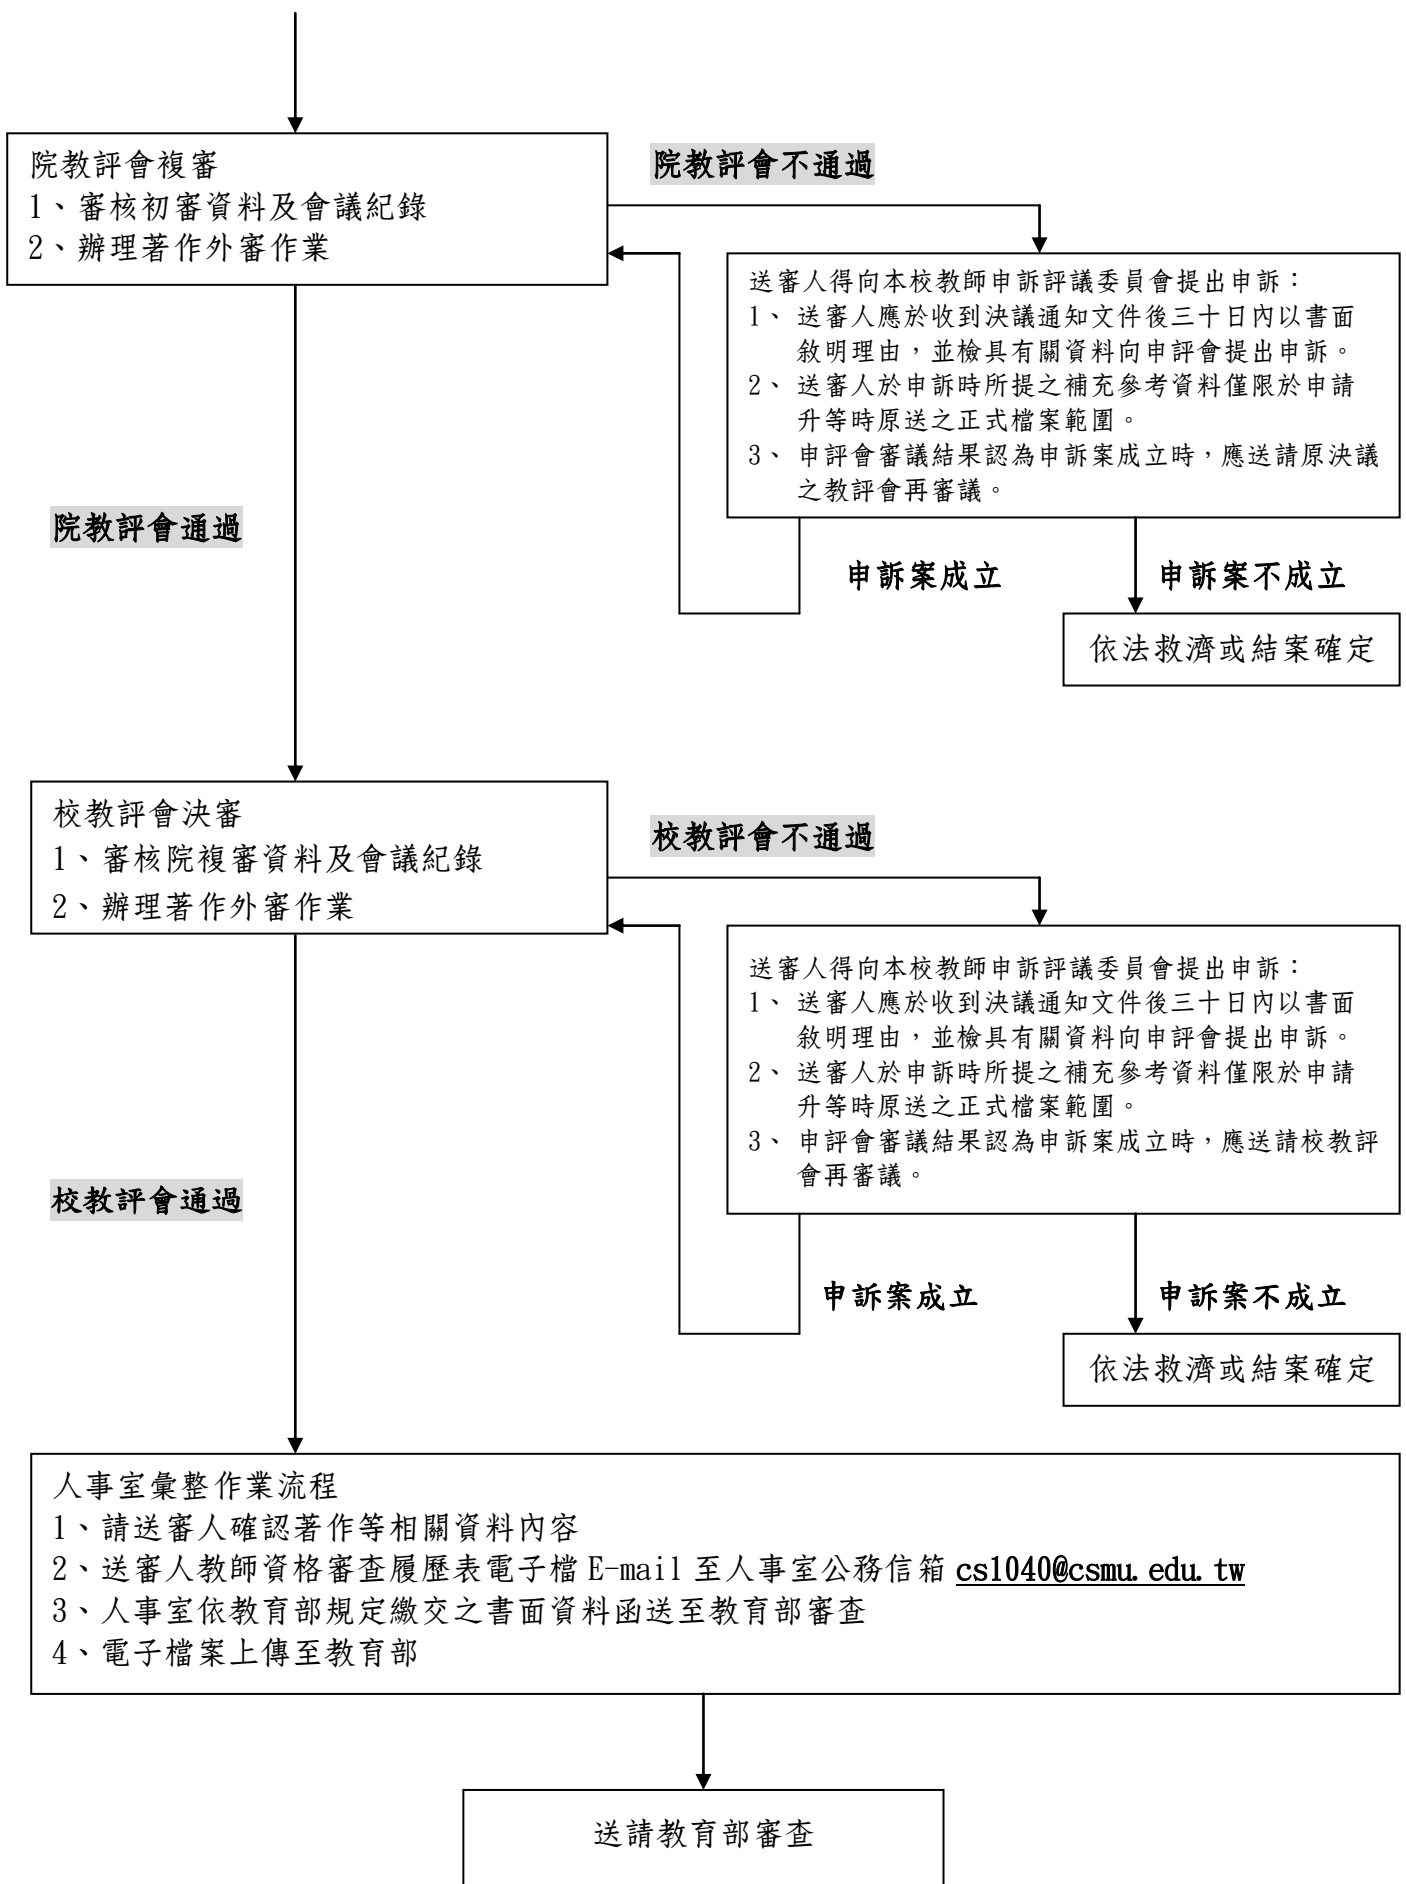 院教評會複審
1、審核初審資料及會議紀錄
2、辦理著作外審作業
院教評會不通過
送審人得向本校教師申訴評議委員會提出申訴：
1、 送審人應於收到決議通知文件後三十日內以書面
敘明理由，並檢具有關資料向申評會提出申訴。
2、 送審人於申訴時所提之補充參考資料僅限於申請
升等時原送之正式檔案範圍。
3、 申評會審議結果認為申訴案成立時，應送請原決議
之教評會再審議。
院教評會通過
申訴案成立
申訴案不成立
依法救濟或結案確定
校教評會決審
1、審核院複審資料及會議紀錄
2、辦理著作外審作業
校教評會不通過
送審人得向本校教師申訴評議委員會提出申訴：
1、 送審人應於收到決議通知文件後三十日內以書面
敘明理由，並檢具有關資料向申評會提出申訴。
2、 送審人於申訴時所提之補充參考資料僅限於申請
升等時原送之正式檔案範圍。
3、 申評會審議結果認為申訴案成立時，應送請校教評
會再審議。
校教評會通過
申訴案成立
申訴案不成立
依法救濟或結案確定
人事室彙整作業流程
1、請送審人確認著作等相關資料內容
2、送審人教師資格審查履歷表電子檔 E-mail 至人事室公務信箱 cs1040@csmu.edu.tw
3、人事室依教育部規定繳交之書面資料函送至教育部審查
4、電子檔案上傳至教育部
送請教育部審查